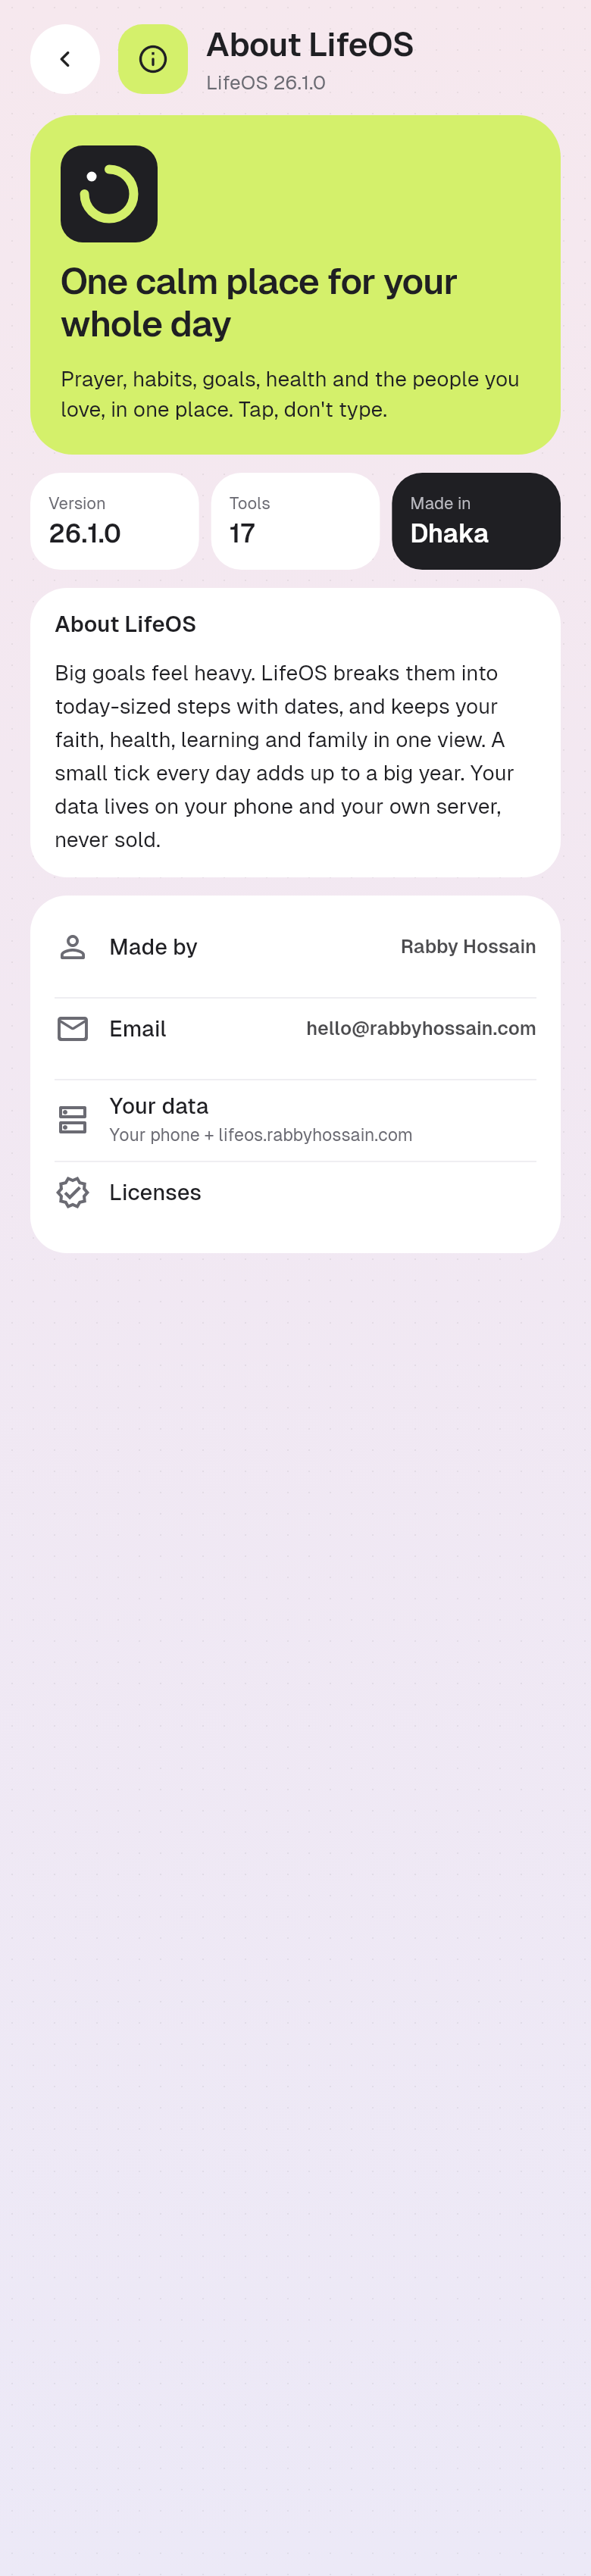 About LifeOS
LifeOS 26.1.0
One calm place for your
whole day
Prayer, habits, goals, health and the people you
love, in one place. Tap, don't type.
Version
26.1.0
Tools
17
Made in
Dhaka
About LifeOS
Big goals feel heavy. LifeOS breaks them into
today-sized steps with dates, and keeps your
faith, health, learning and family in one view. A
small tick every day adds up to a big year. Your
data lives on your phone and your own server,
never sold.
Made by
Rabby Hossain
Email
hello@rabbyhossain.com
Your data
Your phone + lifeos.rabbyhossain.com
Licenses